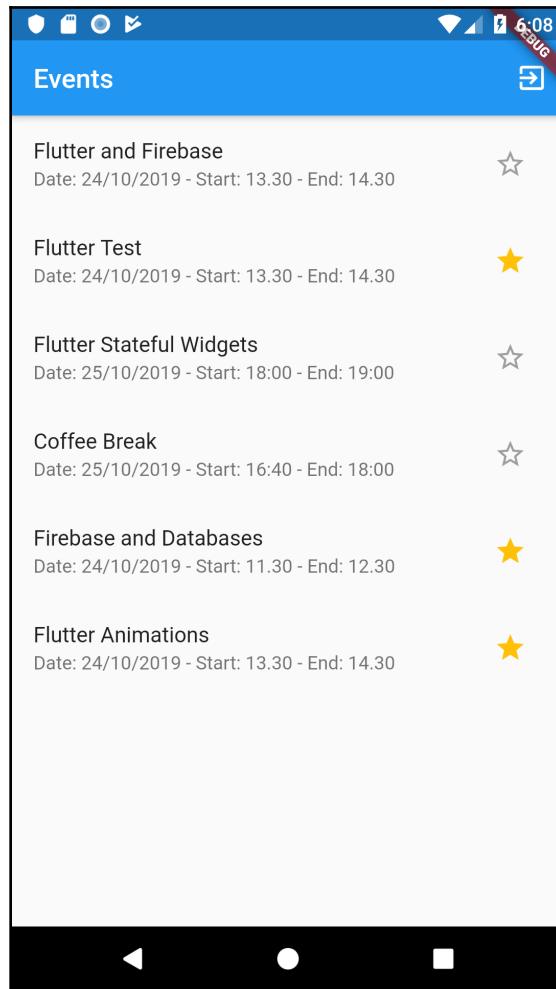 6:08
DEBUG
Events
Flutter and Firebase
Date: 24/10/2019 - Start: 13.30 - End: 14.30
Flutter Test
Date: 24/10/2019 - Start: 13.30 - End: 14.30
Flutter Stateful Widgets
Date: 25/10/2019 - Start: 18:00 - End: 19:00
Coffee Break
Date: 25/10/2019 - Start: 16:40 - End: 18:00
Firebase and Databases
Date: 24/10/2019 - Start: 11.30 - End: 12.30
Flutter Animations
Date: 24/10/2019 - Start: 13.30 - End: 14.30